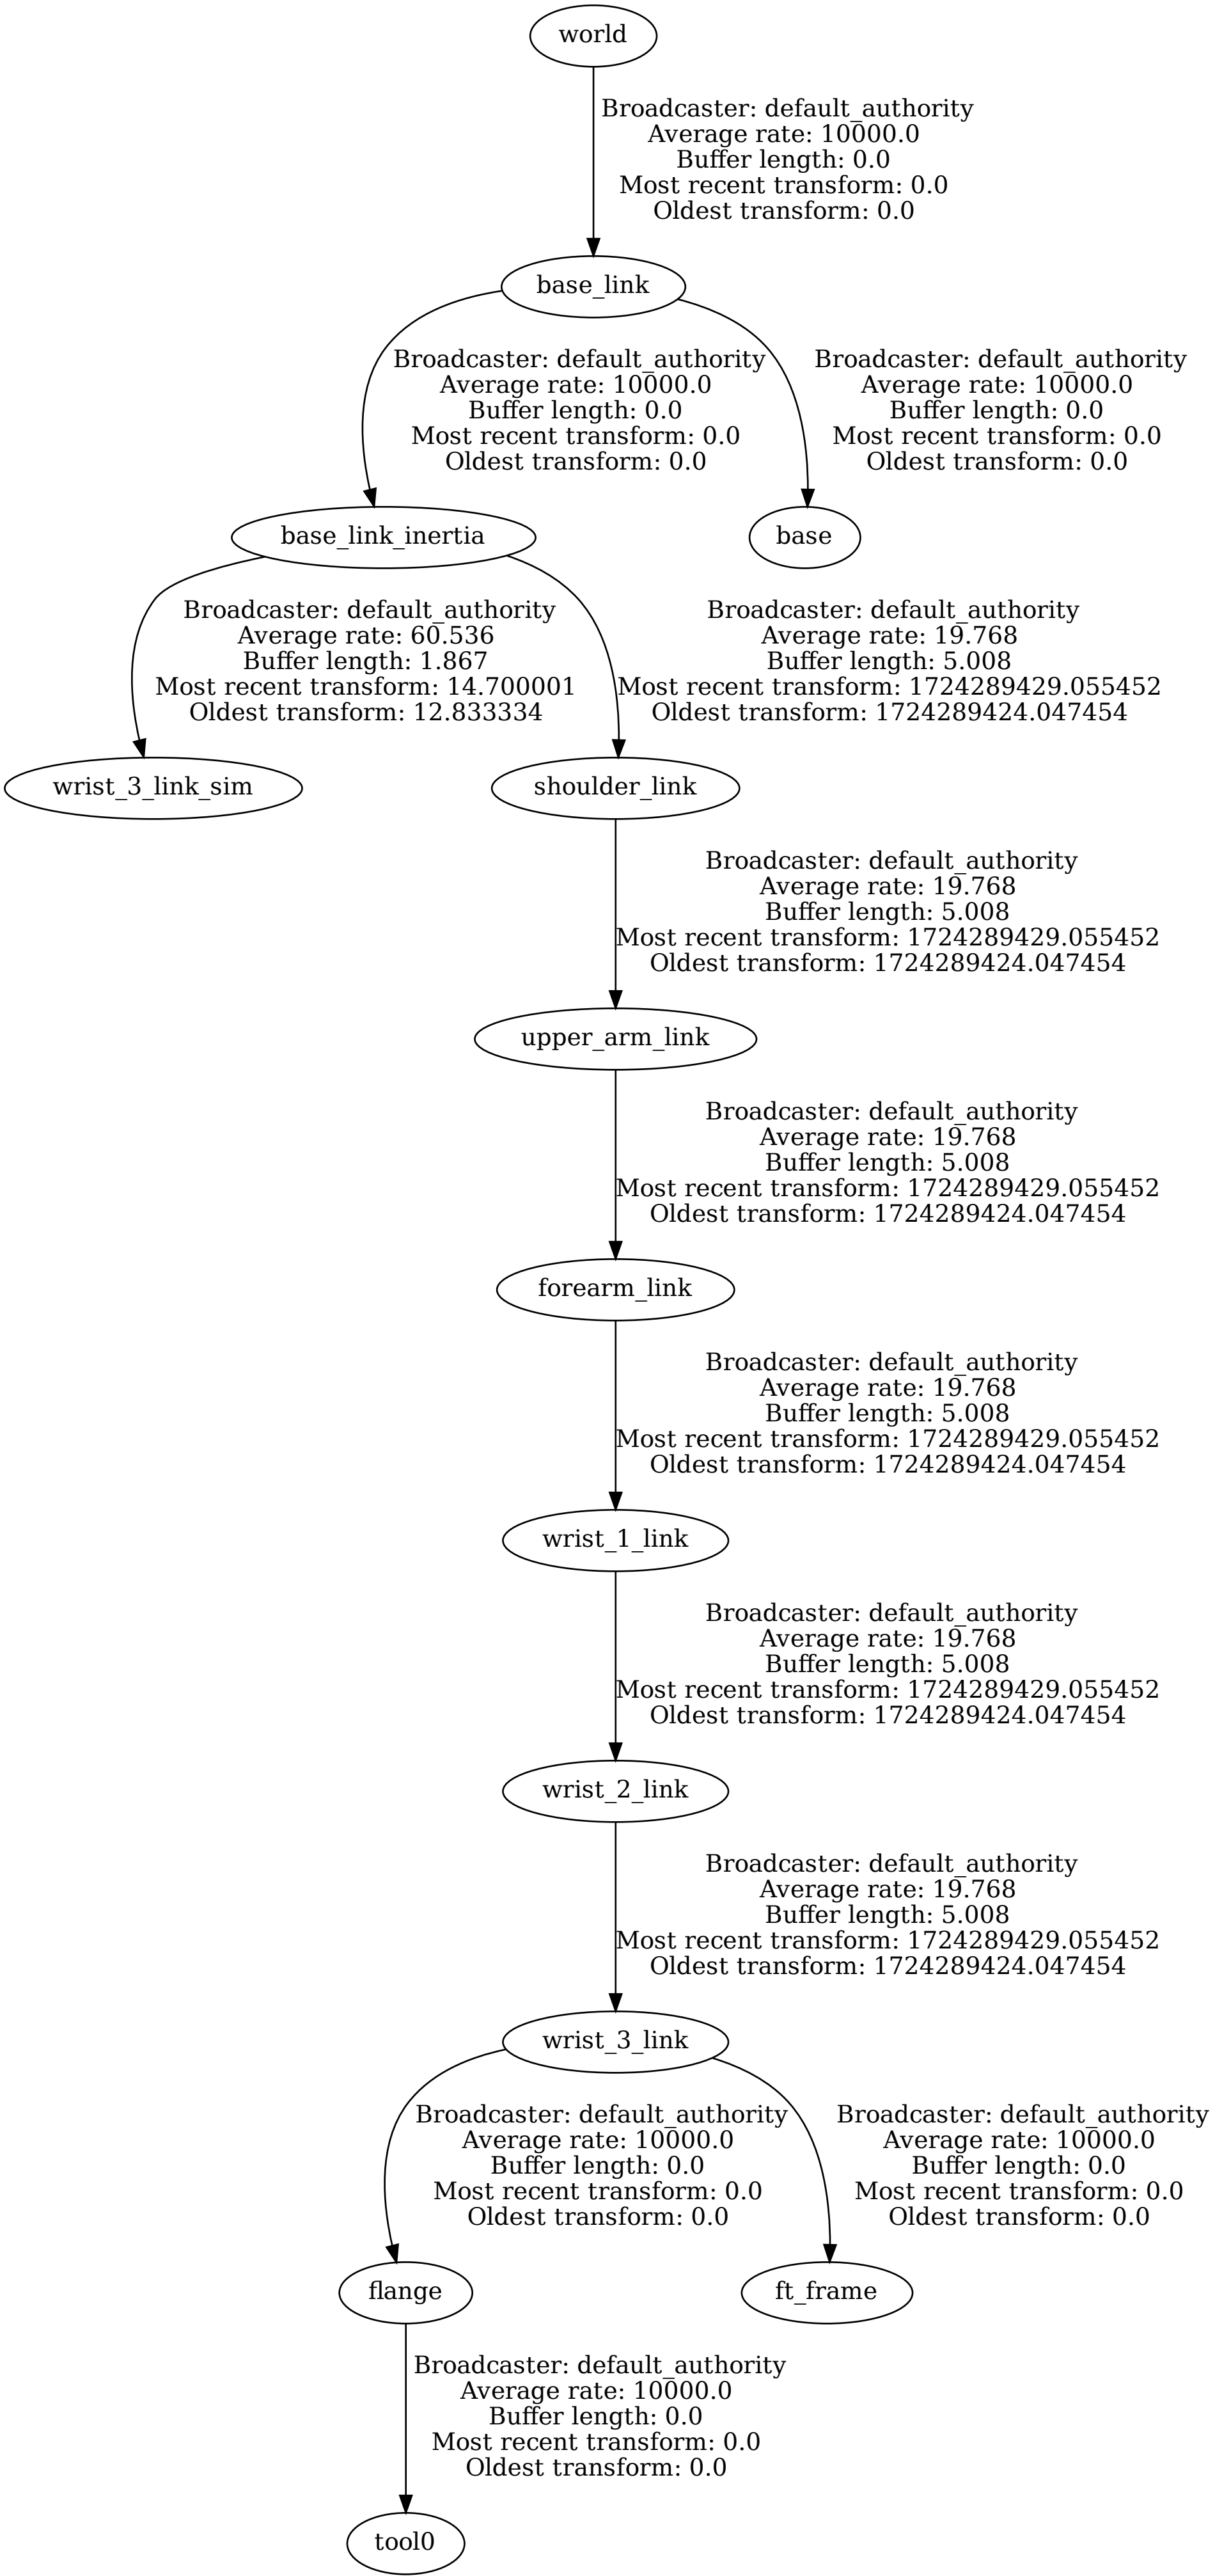 world
Broadcaster: default_authority
Average rate: 10000.0
Buffer length: 0.0
Most recent transform: 0.0
Oldest transform: 0.0
base_link
Broadcaster: default_authority
Average rate: 10000.0
Buffer length: 0.0
Most recent transform: 0.0
Oldest transform: 0.0
Broadcaster: default_authority
Average rate: 10000.0
Buffer length: 0.0
Most recent transform: 0.0
Oldest transform: 0.0
base_link_inertia
base
Broadcaster: default_authority
Average rate: 60.536
Buffer length: 1.867
Most recent transform: 14.700001
Oldest transform: 12.833334
Broadcaster: default_authority
Average rate: 19.768
Buffer length: 5.008
Most recent transform: 1724289429.055452
Oldest transform: 1724289424.047454
wrist_3_link_sim
shoulder_link
Broadcaster: default_authority
Average rate: 19.768
Buffer length: 5.008
Most recent transform: 1724289429.055452
Oldest transform: 1724289424.047454
upper_arm_link
Broadcaster: default_authority
Average rate: 19.768
Buffer length: 5.008
Most recent transform: 1724289429.055452
Oldest transform: 1724289424.047454
forearm_link
Broadcaster: default_authority
Average rate: 19.768
Buffer length: 5.008
Most recent transform: 1724289429.055452
Oldest transform: 1724289424.047454
wrist_1_link
Broadcaster: default_authority
Average rate: 19.768
Buffer length: 5.008
Most recent transform: 1724289429.055452
Oldest transform: 1724289424.047454
wrist_2_link
Broadcaster: default_authority
Average rate: 19.768
Buffer length: 5.008
Most recent transform: 1724289429.055452
Oldest transform: 1724289424.047454
wrist_3_link
Broadcaster: default_authority
Average rate: 10000.0
Buffer length: 0.0
Most recent transform: 0.0
Oldest transform: 0.0
Broadcaster: default_authority
Average rate: 10000.0
Buffer length: 0.0
Most recent transform: 0.0
Oldest transform: 0.0
flange
ft_frame
Broadcaster: default_authority
Average rate: 10000.0
Buffer length: 0.0
Most recent transform: 0.0
Oldest transform: 0.0
tool0